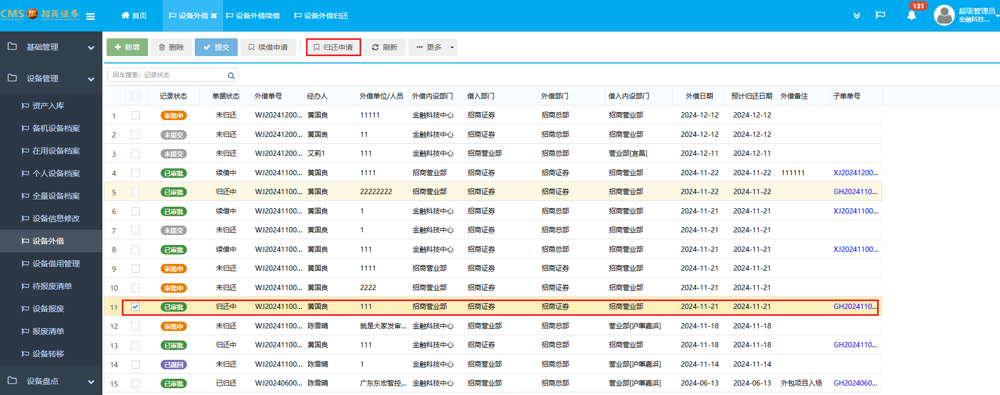 CMS 招商证券 首页 设备外借 设备外借续借 设备外借归还 131 超级管理员
金融科技...
基础管理
设备管理
资产入库
备机设备档案
在用设备档案
个人设备档案
全量设备档案
设备信息修改
设备外借
设备借用管理
待报废清单
设备报废
报废清单
设备转移
设备盘点
新增 删除 提交 续借申请 归还申请 刷新 更多
回车搜索：记录状态
记录状态 单据状态 外借单号 经办人 外借单位/人员 外借内设部门 借入部门 外借部门 借入内设部门 外借日期 预计归还日期 外借备注 子单单号
1 审批中 未归还 WJ20241200... 黄国良 11111 金融科技中心 招商证券 招商总部 招商营业部 2024-12-12 2024-12-12
2 未提交 未归还 WJ20241200... 黄国良 11 金融科技中心 招商证券 招商总部 招商营业部 2024-12-12 2024-12-12
3 未提交 未归还 WJ20241200... 艾莉1 111 金融科技中心 招商营业部 招商总部 营业部[宜昌] 2024-12-11 2024-12-11
4 已审批 续借中 WJ20241100... 黄国良 1111 招商营业部 招商证券 招商证券 招商营业部 2024-11-22 2024-11-22 111111 XJ20241200...
5 已审批 归还中 WJ20241100... 黄国良 22222222 招商营业部 招商证券 招商证券 招商营业部 2024-11-22 2024-11-22 GH2024110...
6 已审批 续借中 WJ20241100... 黄国良 1 金融科技中心 招商证券 招商总部 招商营业部 2024-11-21 2024-11-21 XJ20241100...
7 未提交 未归还 WJ20241100... 黄国良 1 金融科技中心 招商证券 招商总部 招商营业部 2024-11-21 2024-11-21
8 已审批 续借中 WJ20241100... 黄国良 111 金融科技中心 招商证券 招商总部 招商营业部 2024-11-21 2024-11-21 XJ20241100...
9 审批中 未归还 WJ20241100... 黄国良 1111 招商营业部 招商证券 招商证券 招商营业部 2024-11-21 2024-11-21
10 审批中 未归还 WJ20241100... 黄国良 2222 招商营业部 招商证券 招商证券 招商营业部 2024-11-21 2024-11-21
11 已审批 归还中 WJ20241100... 黄国良 111 招商营业部 招商证券 招商证券 招商营业部 2024-11-21 2024-11-21 GH2024110...
12 审批中 未归还 WJ20241100... 陈雪晴 就是大家发审... 金融科技中心 招商营业部 招商总部 营业部[沪肇嘉浜] 2024-11-18 2024-11-18
13 已审批 归还中 WJ20241100... 黄国良 111 金融科技中心 招商证券 招商总部 招商营业部 2024-11-18 2024-11-18 GH2024110...
14 已退回 未归还 WJ20241100... 陈雪晴 1 金融科技中心 招商营业部 招商总部 营业部[沪肇嘉浜] 2024-11-14 2024-11-14
15 已审批 已归还 WJ20240600... 陈雪晴 广东东宏智控... 金融科技中心 招商营业部 招商总部 营业部[沪肇嘉浜] 2024-06-13 2024-06-13 外包项目入场 GH2024060...